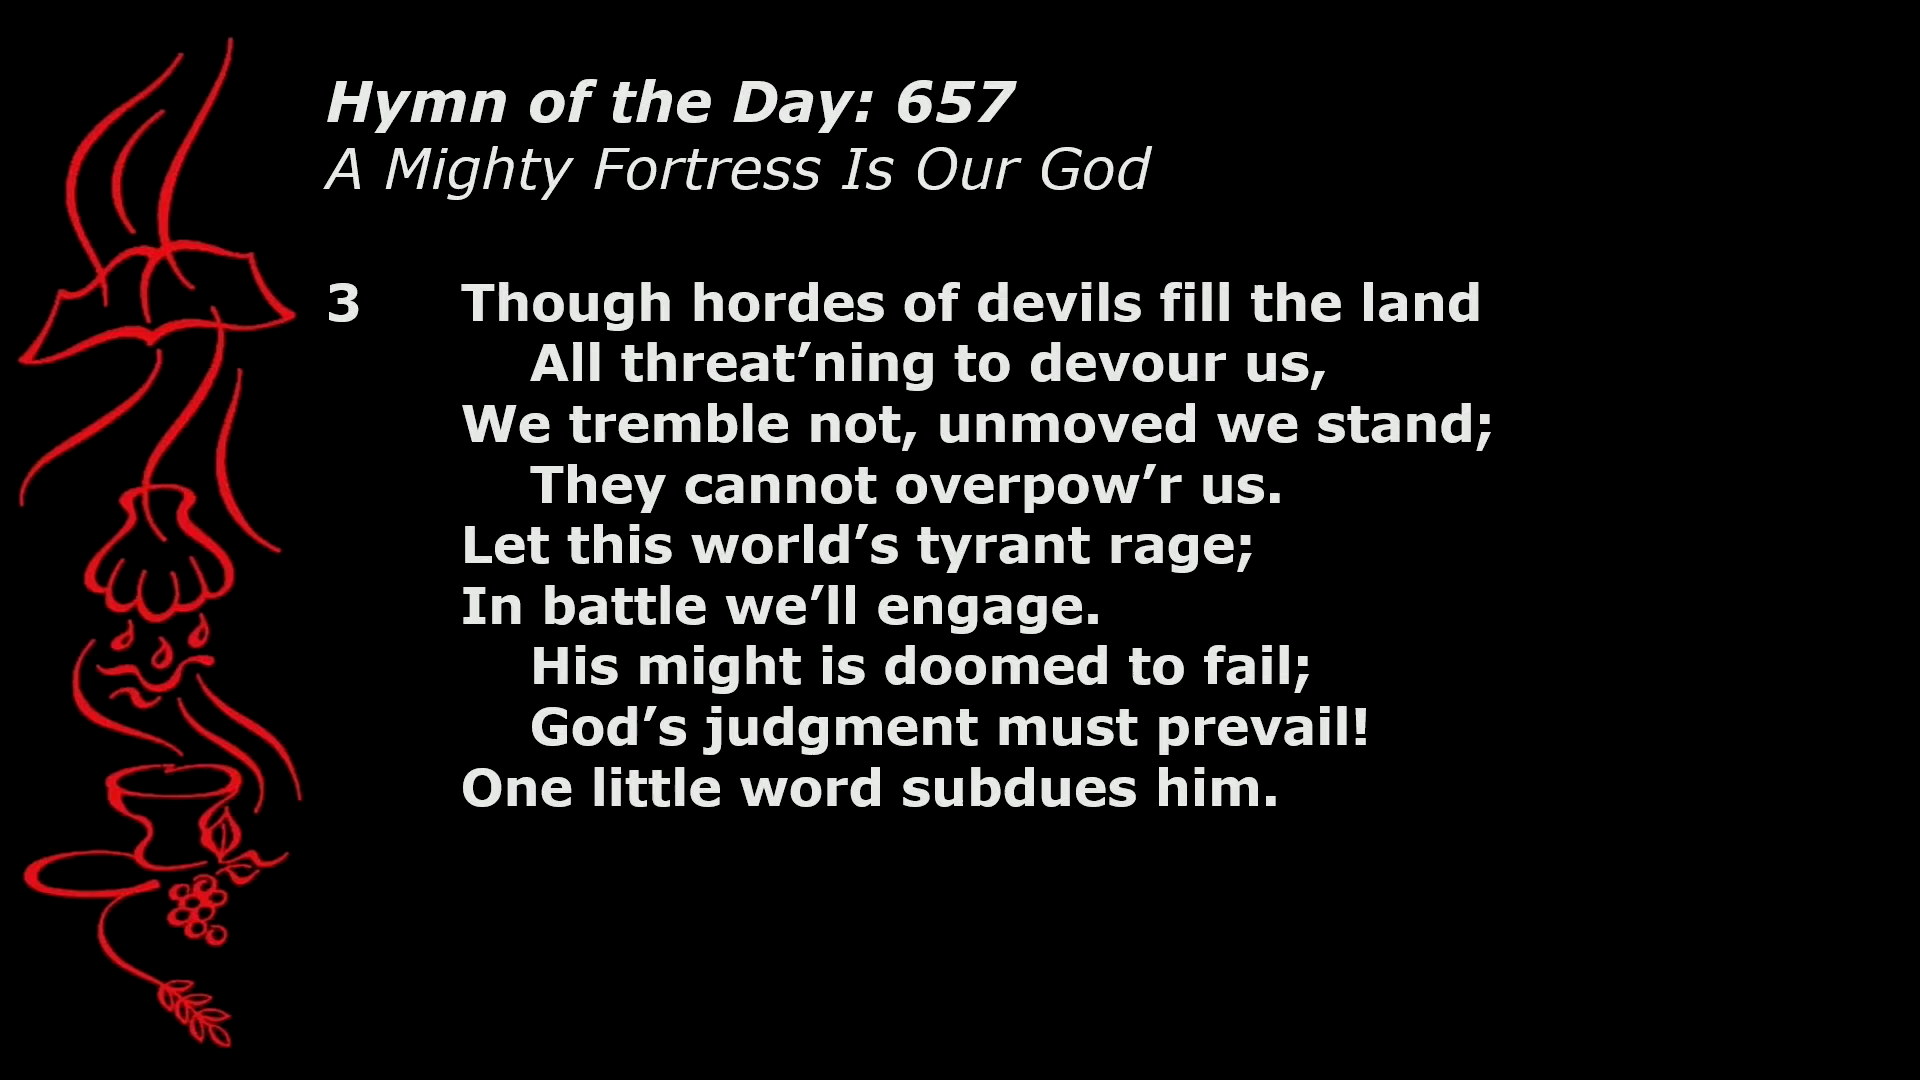 Hymn of the Day: 657
A Mighty Fortress Is Our God
3 Though hordes of devils fill the land
All threat’ning to devour us,
We tremble not, unmoved we stand;
They cannot overpow’r us.
Let this world’s tyrant rage;
In battle we’ll engage.
His might is doomed to fail;
God’s judgment must prevail!
One little word subdues him.